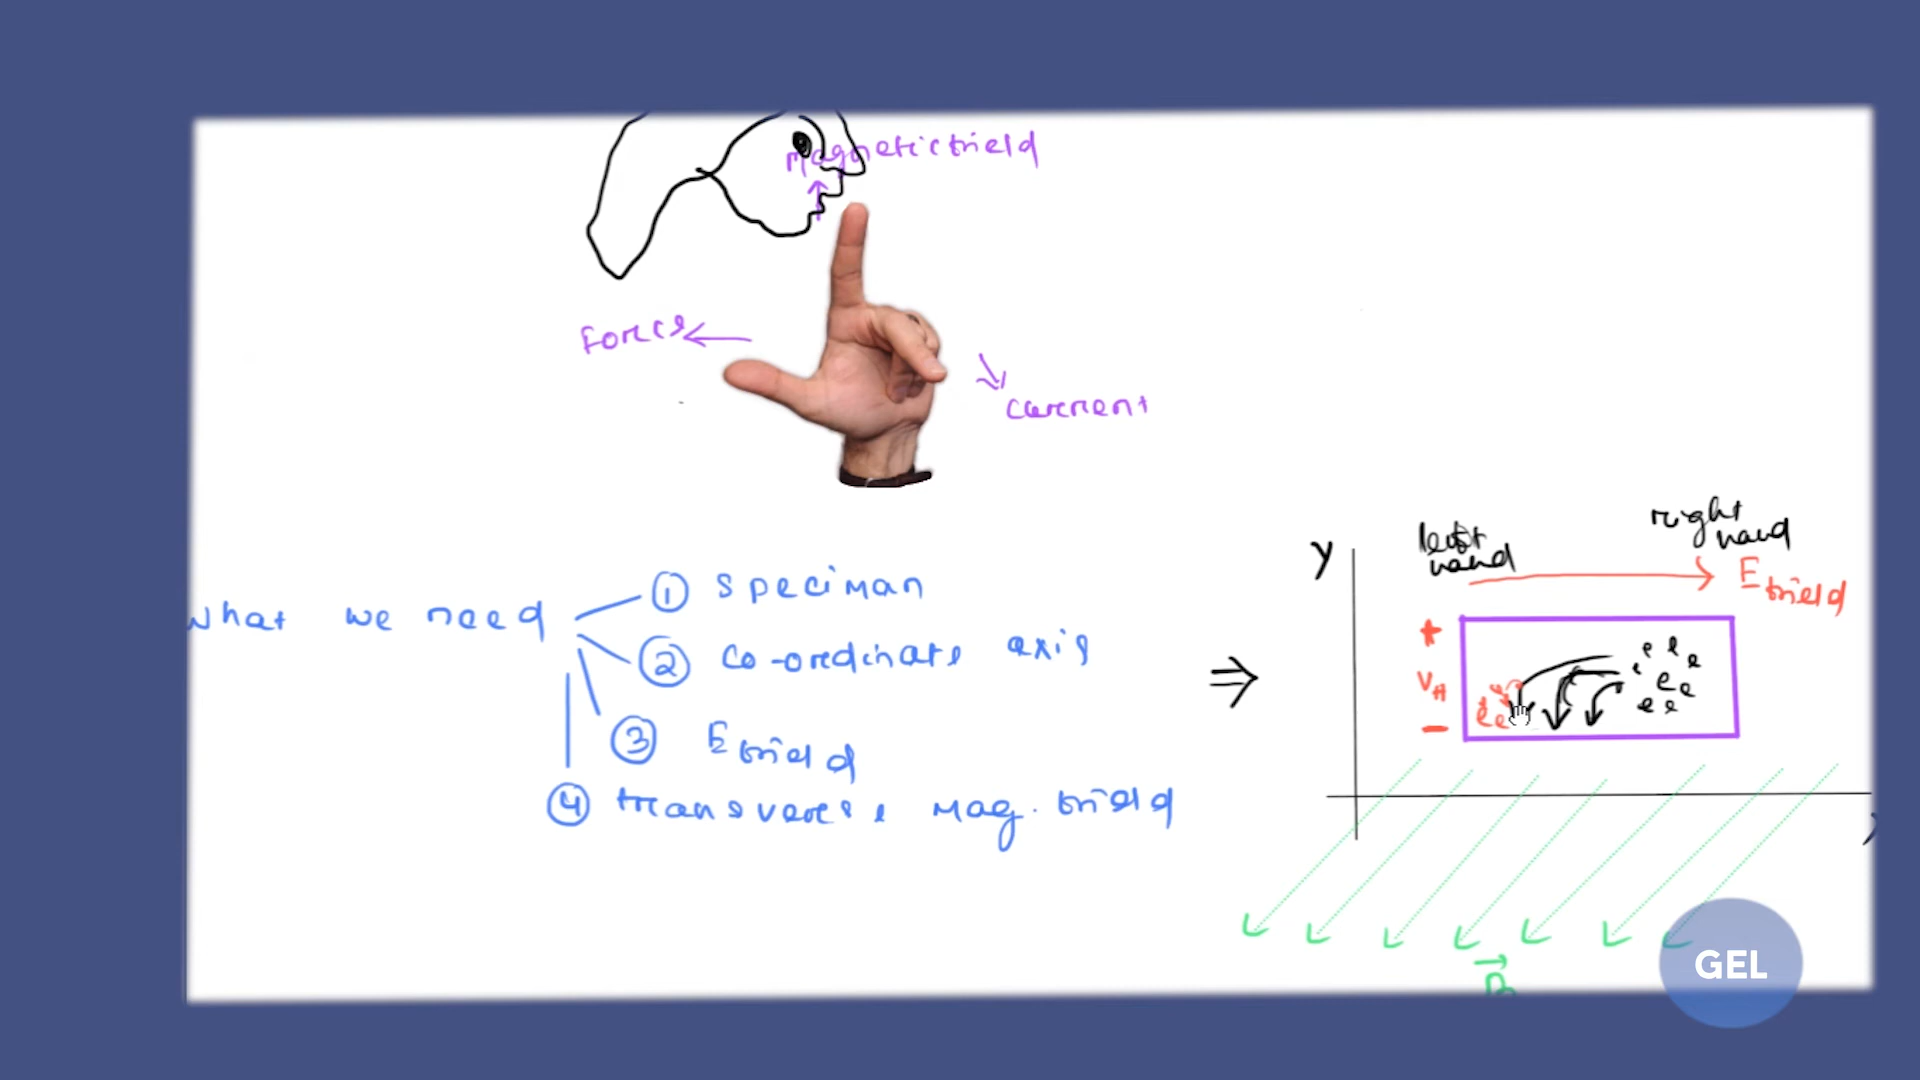 Magnetic field
Force
Current
What we need
① Speciman
② Co-ordinate axis
③ E field
④ transverse Mag. field
⇒
y
left hand
right hand
E field
+
V_H
−
e e e e e e e e
e e
B
GEL